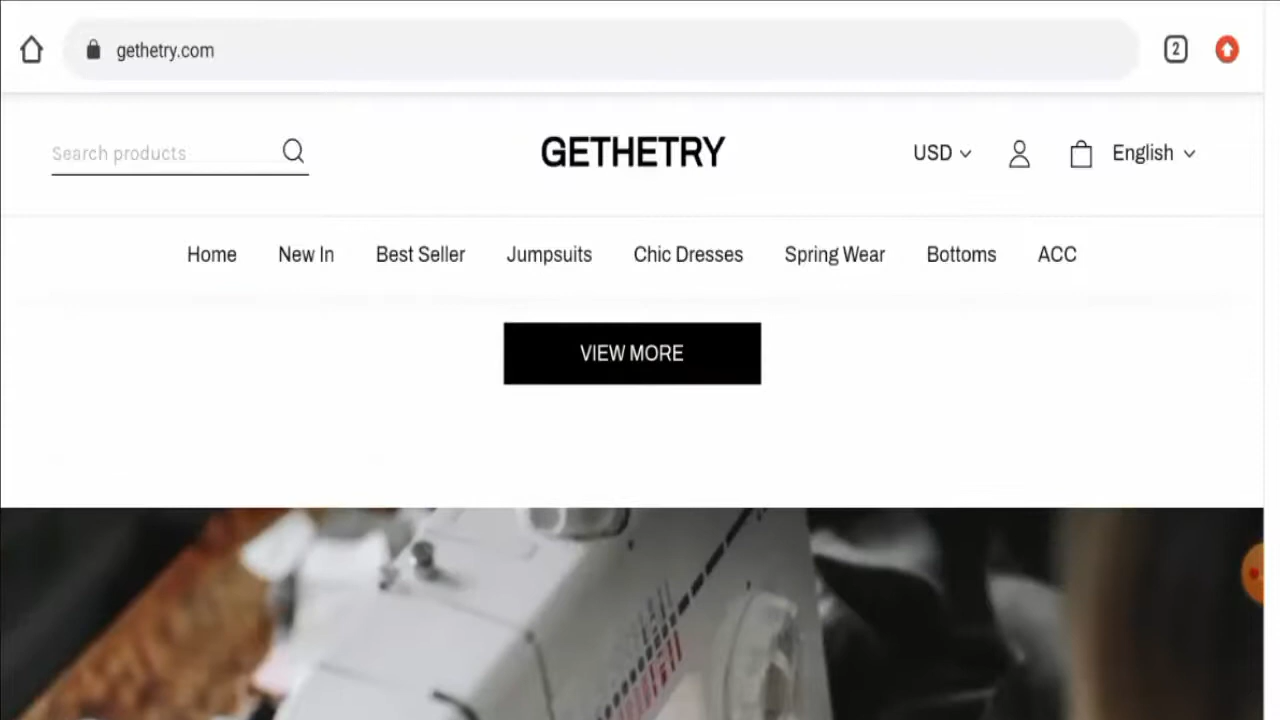 gethetry.com
2
Search products
GETHETRY
USD
English
Home
New In
Best Seller
Jumpsuits
Chic Dresses
Spring Wear
Bottoms
ACC
VIEW MORE